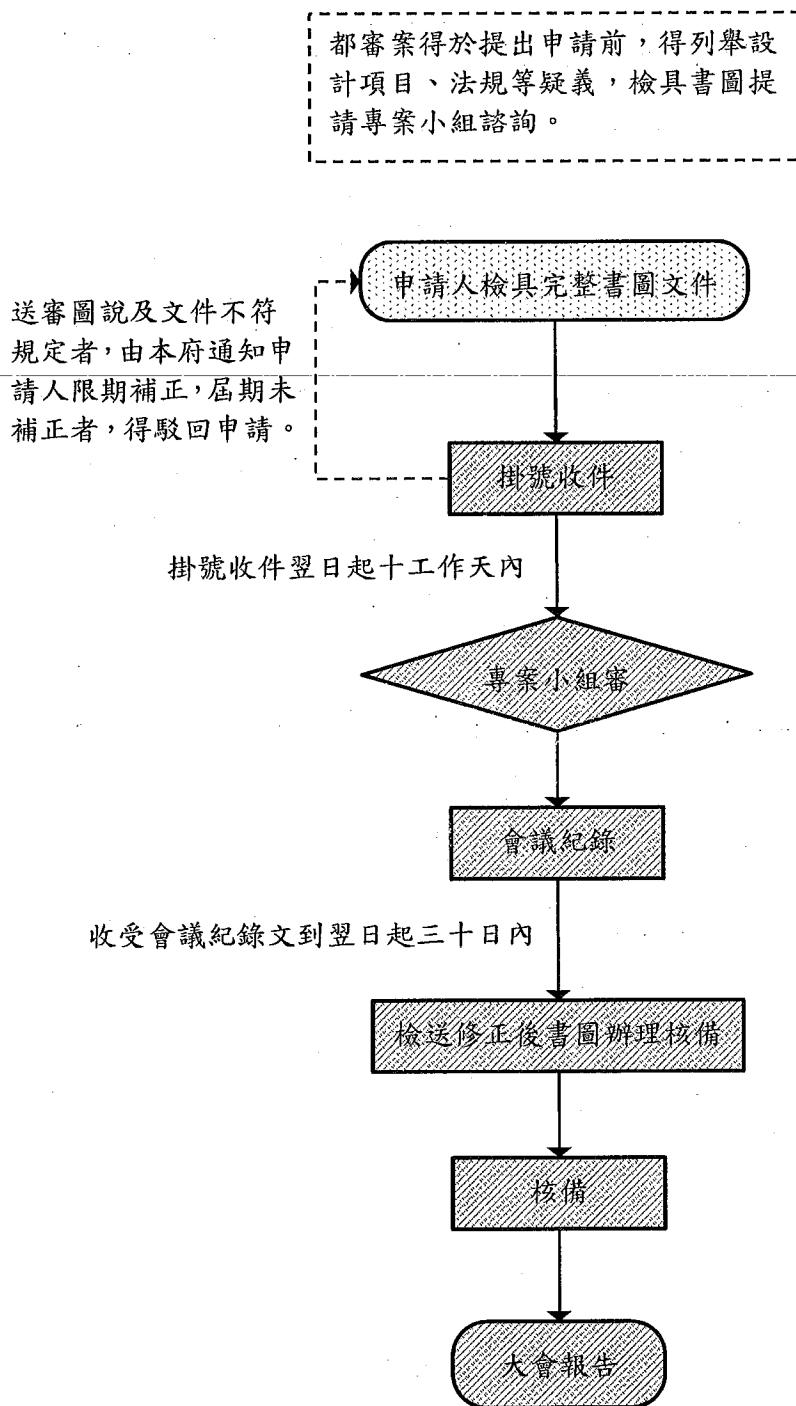 都審案得於提出申請前，得列舉設
計項目、法規等疑義，檢具書圖提
請專案小組諮詢。
申請人檢具完整書圖文件
送審圖說及文件不符
規定者，由本府通知申
請人限期補正，屆期未
補正者，得駁回申請。
掛號收件
掛號收件翌日起十工作天內
專案小組審
會議紀錄
收受會議紀錄文到翌日起三十日內
檢送修正後書圖辦理核備
核備
大會報告